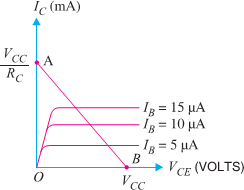 I_C (mA)
V_CC
R_C
A
I_B = 15 µA
I_B = 10 µA
I_B = 5 µA
B
O
V_CC
V_CE (VOLTS)